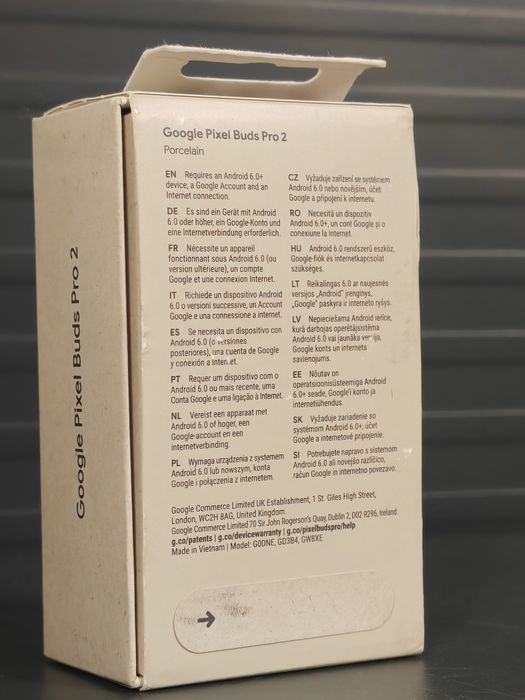 Google Pixel Buds Pro 2
Google Pixel Buds Pro 2
Porcelain
EN Requires an Android 6.0+
device, a Google Account and an
Internet connection.
DE Es sind ein Gerät mit Android
6.0 oder höher, ein Google-Konto und
eine Internetverbindung erforderlich.
FR Nécessite un appareil
fonctionnant sous Android 6.0 (ou
version ultérieure), un compte
Google et une connexion Internet.
IT Richiede un dispositivo Android
6.0 o versioni successive, un Account
Google e una connessione a internet.
ES Se necesita un dispositivo con
Android 6.0 (o versiones
posteriores), una cuenta de Google
y conexión a Internet.
PT Requer um dispositivo com o
Android 6.0 ou mais recente, uma
Conta Google e uma ligação à Internet.
NL Vereist een apparaat met
Android 6.0 of hoger, een
Google-account en een
internetverbinding.
PL Wymaga urządzenia z systemem
Android 6.0 lub nowszym, konta
Google i połączenia z internetem.
CZ Vyžaduje zařízení se systémem
Android 6.0 nebo novějším, účet
Google a připojení k internetu.
RO Necesită un dispozitiv
Android 6.0+, un cont Google și o
conexiune la Internet.
HU Android 6.0 rendszerű eszköz,
Google-fiók és internetkapcsolat
szükséges.
LT Reikalingas 6.0 ar naujesnės
versijos „Android" įrenginys,
„Google" paskyra ir interneto ryšys.
LV Nepieciešama Android ierīce,
kurā darbojas operētājsistēma
Android 6.0 vai jaunāka versija,
Google konts un interneta
savienojums.
EE Nõutav on
operatsioonisüsteemiga Android
6.0+ seade, Google'i konto ja
internetiühendus.
SK Vyžaduje zariadenie so
systémom Android 6.0+, účet
Google a internetové pripojenie.
SI Potrebujete napravo s sistemom
Android 6.0 ali novejšo različico,
račun Google in internetno povezavo.
Google Commerce Limited UK Establishment, 1 St. Giles High Street,
London, WC2H 8AG, United Kingdom.
Google Commerce Limited 70 Sir John Rogerson's Quay, Dublin 2, D02 R296, Ireland.
g.co/patents | g.co/devicewarranty | g.co/pixelbudspro/help
Made in Vietnam | Model: G0DNE, GD3B4, GW8XE